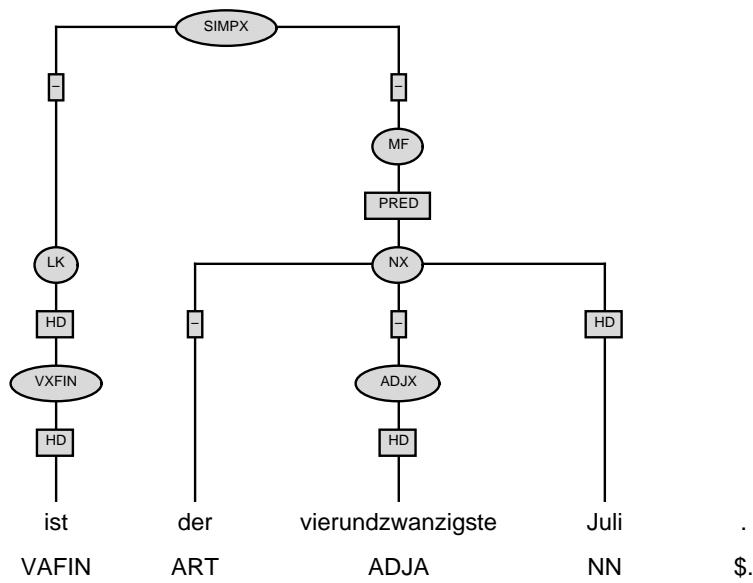 SIMPX
– –
MF
PRED
LK NX
HD – – HD
VXFIN ADJX
HD HD
ist der vierundzwanzigste Juli .
VAFIN ART ADJA NN $.